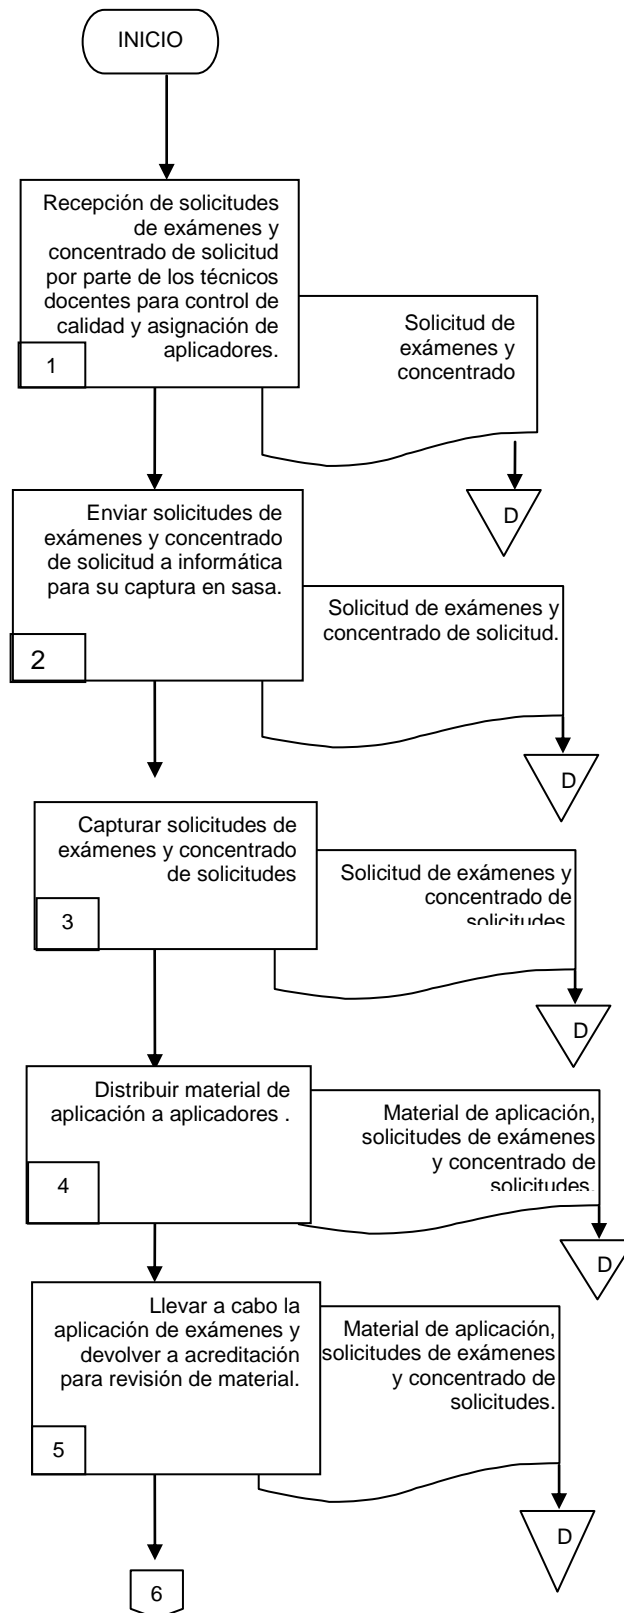 INICIO
Recepción de solicitudes
de exámenes y
concentrado de solicitud
por parte de los técnicos
docentes para control de
calidad y asignación de
aplicadores.
1
Solicitud de
exámenes y
concentrado
D
Enviar solicitudes de
exámenes y concentrado
de solicitud a informática
para su captura en sasa.
2
Solicitud de exámenes y
concentrado de solicitud.
D
Capturar solicitudes de
exámenes y concentrado
de solicitudes
3
Solicitud de exámenes y
concentrado de
solicitudes.
D
Distribuir material de
aplicación a aplicadores .
4
Material de aplicación,
solicitudes de exámenes
y concentrado de
solicitudes.
D
Llevar a cabo la
aplicación de exámenes y
devolver a acreditación
para revisión de material.
5
Material de aplicación,
solicitudes de exámenes
y concentrado de
solicitudes.
D
6